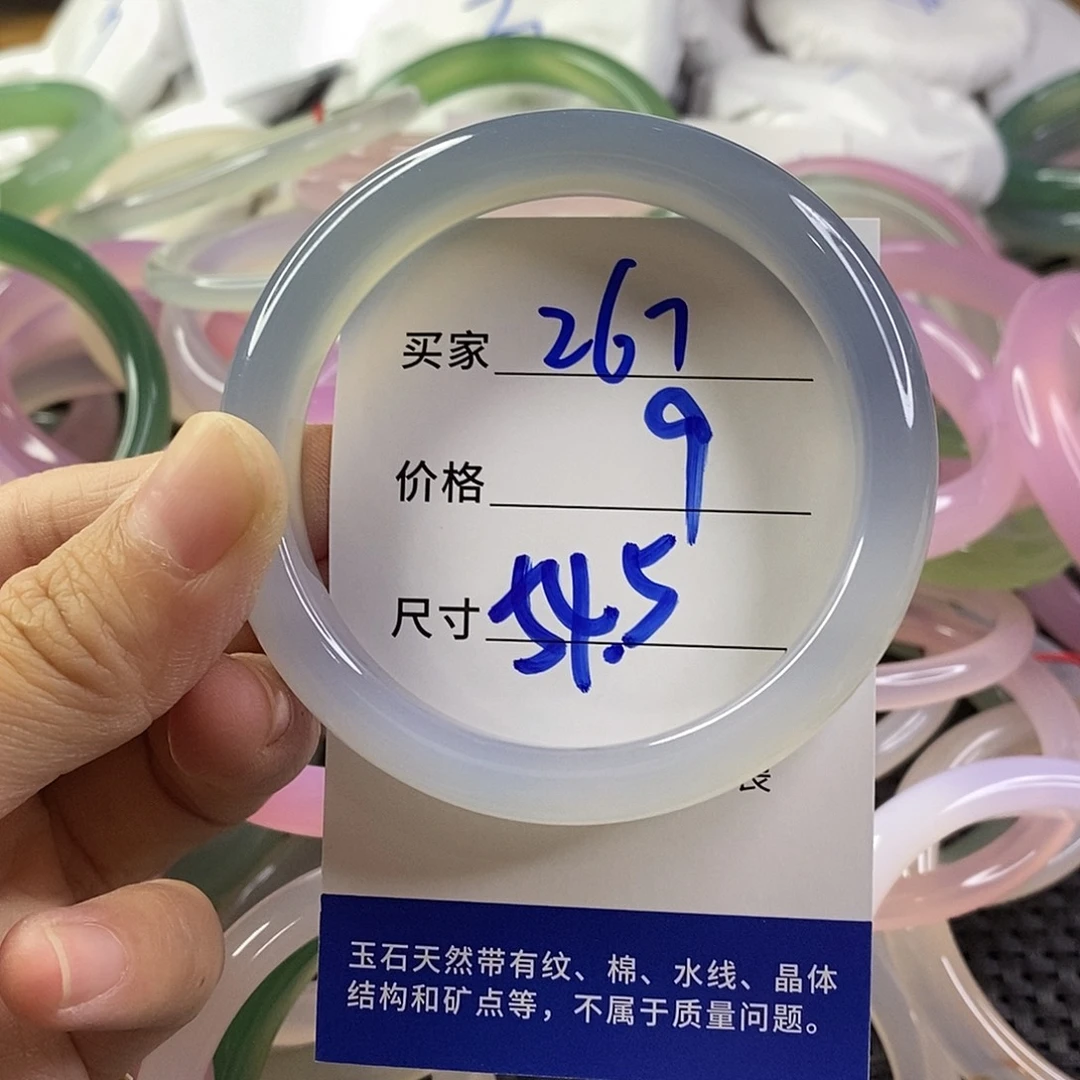 买家 267
价格 9
尺寸 54.5
玉石天然带有纹、棉、水线、晶体
结构和矿点等，不属于质量问题。